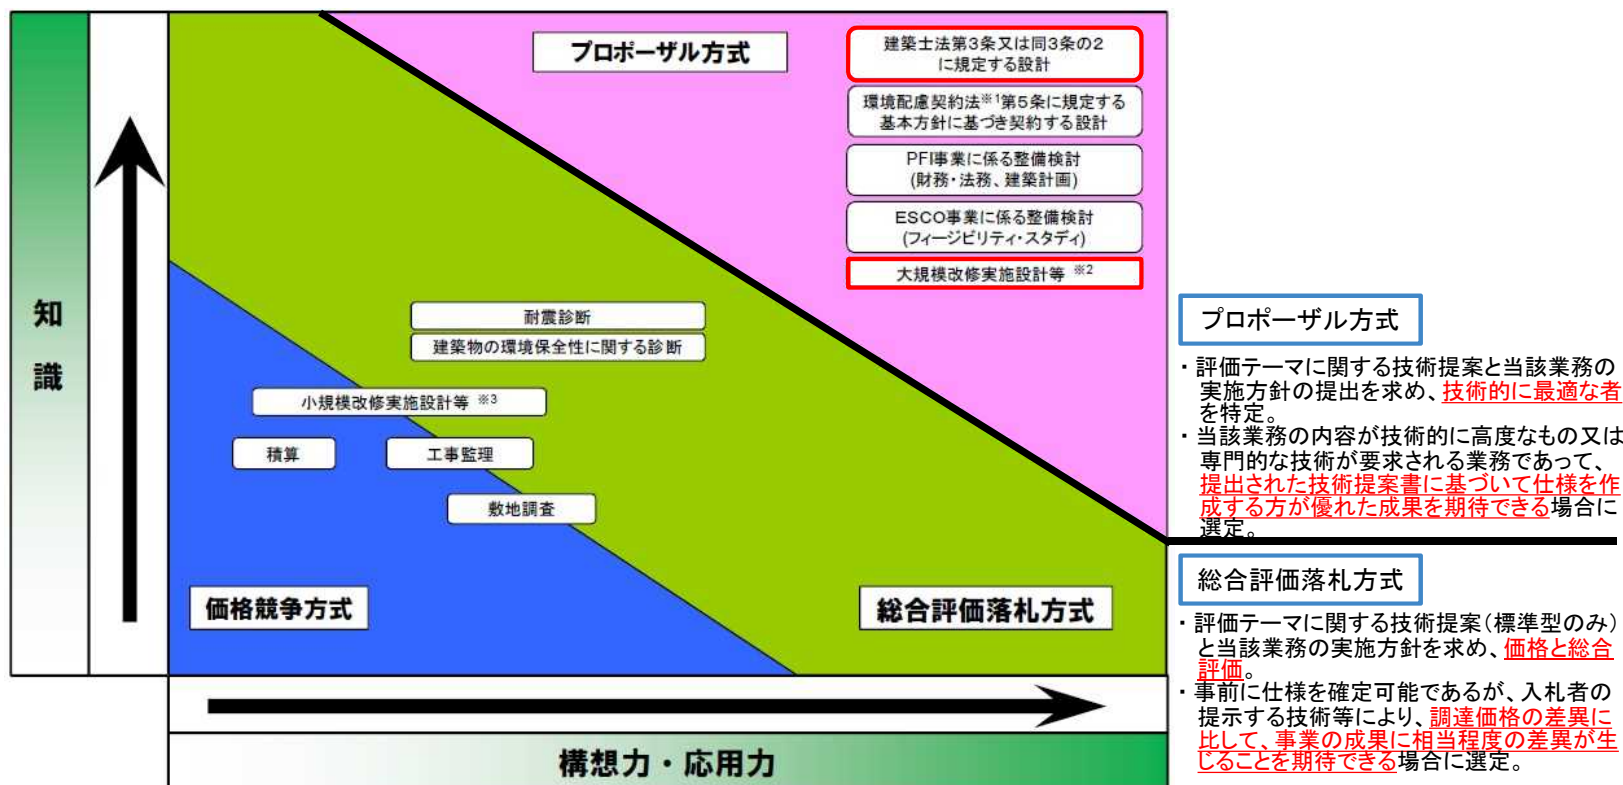 プロポーザル方式
建築士法第3条又は同3条の2
に規定する設計
環境配慮契約法※1第5条に規定する
基本方針に基づき契約する設計
PFI事業に係る整備検討
(財務・法務、建築計画)
ESCO事業に係る整備検討
(フィージビリティ・スタディ)
大規模改修実施設計等 ※2
知
識
耐震診断
建築物の環境保全性に関する診断
小規模改修実施設計等 ※3
積算
工事監理
敷地調査
価格競争方式
総合評価落札方式
構想力・応用力
プロポーザル方式
・評価テーマに関する技術提案と当該業務の
実施方針の提出を求め、技術的に最適な者
を特定。
・当該業務の内容が技術的に高度なもの又は
専門的な技術が要求される業務であって、
提出された技術提案書に基づいて仕様を作
成する方が優れた成果を期待できる場合に
選定。
総合評価落札方式
・評価テーマに関する技術提案(標準型のみ)
と当該業務の実施方針を求め、価格と総合
評価。
・事前に仕様を確定可能であるが、入札者の
提示する技術等により、調達価格の差異に
比して、事業の成果に相当程度の差異が生
じることを期待できる場合に選定。